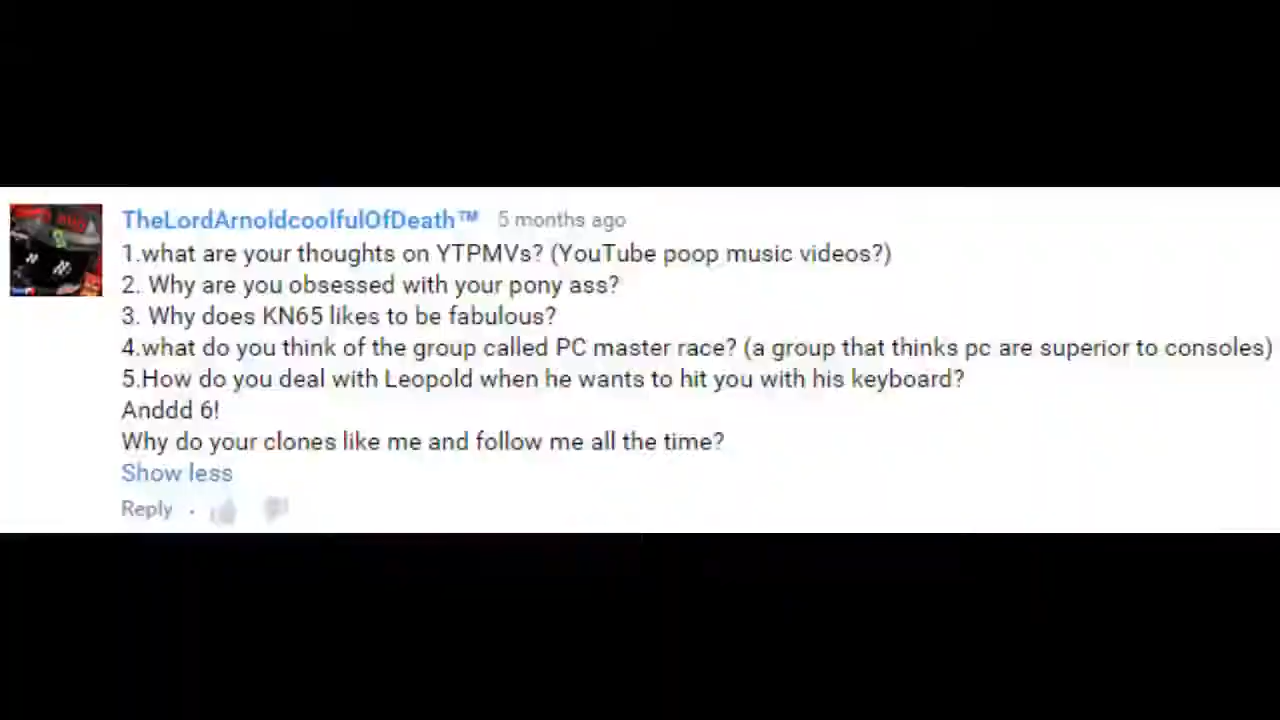 TheLordArnoldcoolfulOfDeath™ 5 months ago
1.what are your thoughts on YTPMVs? (YouTube poop music videos?)
2. Why are you obsessed with your pony ass?
3. Why does KN65 likes to be fabulous?
4.what do you think of the group called PC master race? (a group that thinks pc are superior to consoles)
5.How do you deal with Leopold when he wants to hit you with his keyboard?
Anddd 6!
Why do your clones like me and follow me all the time?
Show less
Reply ·